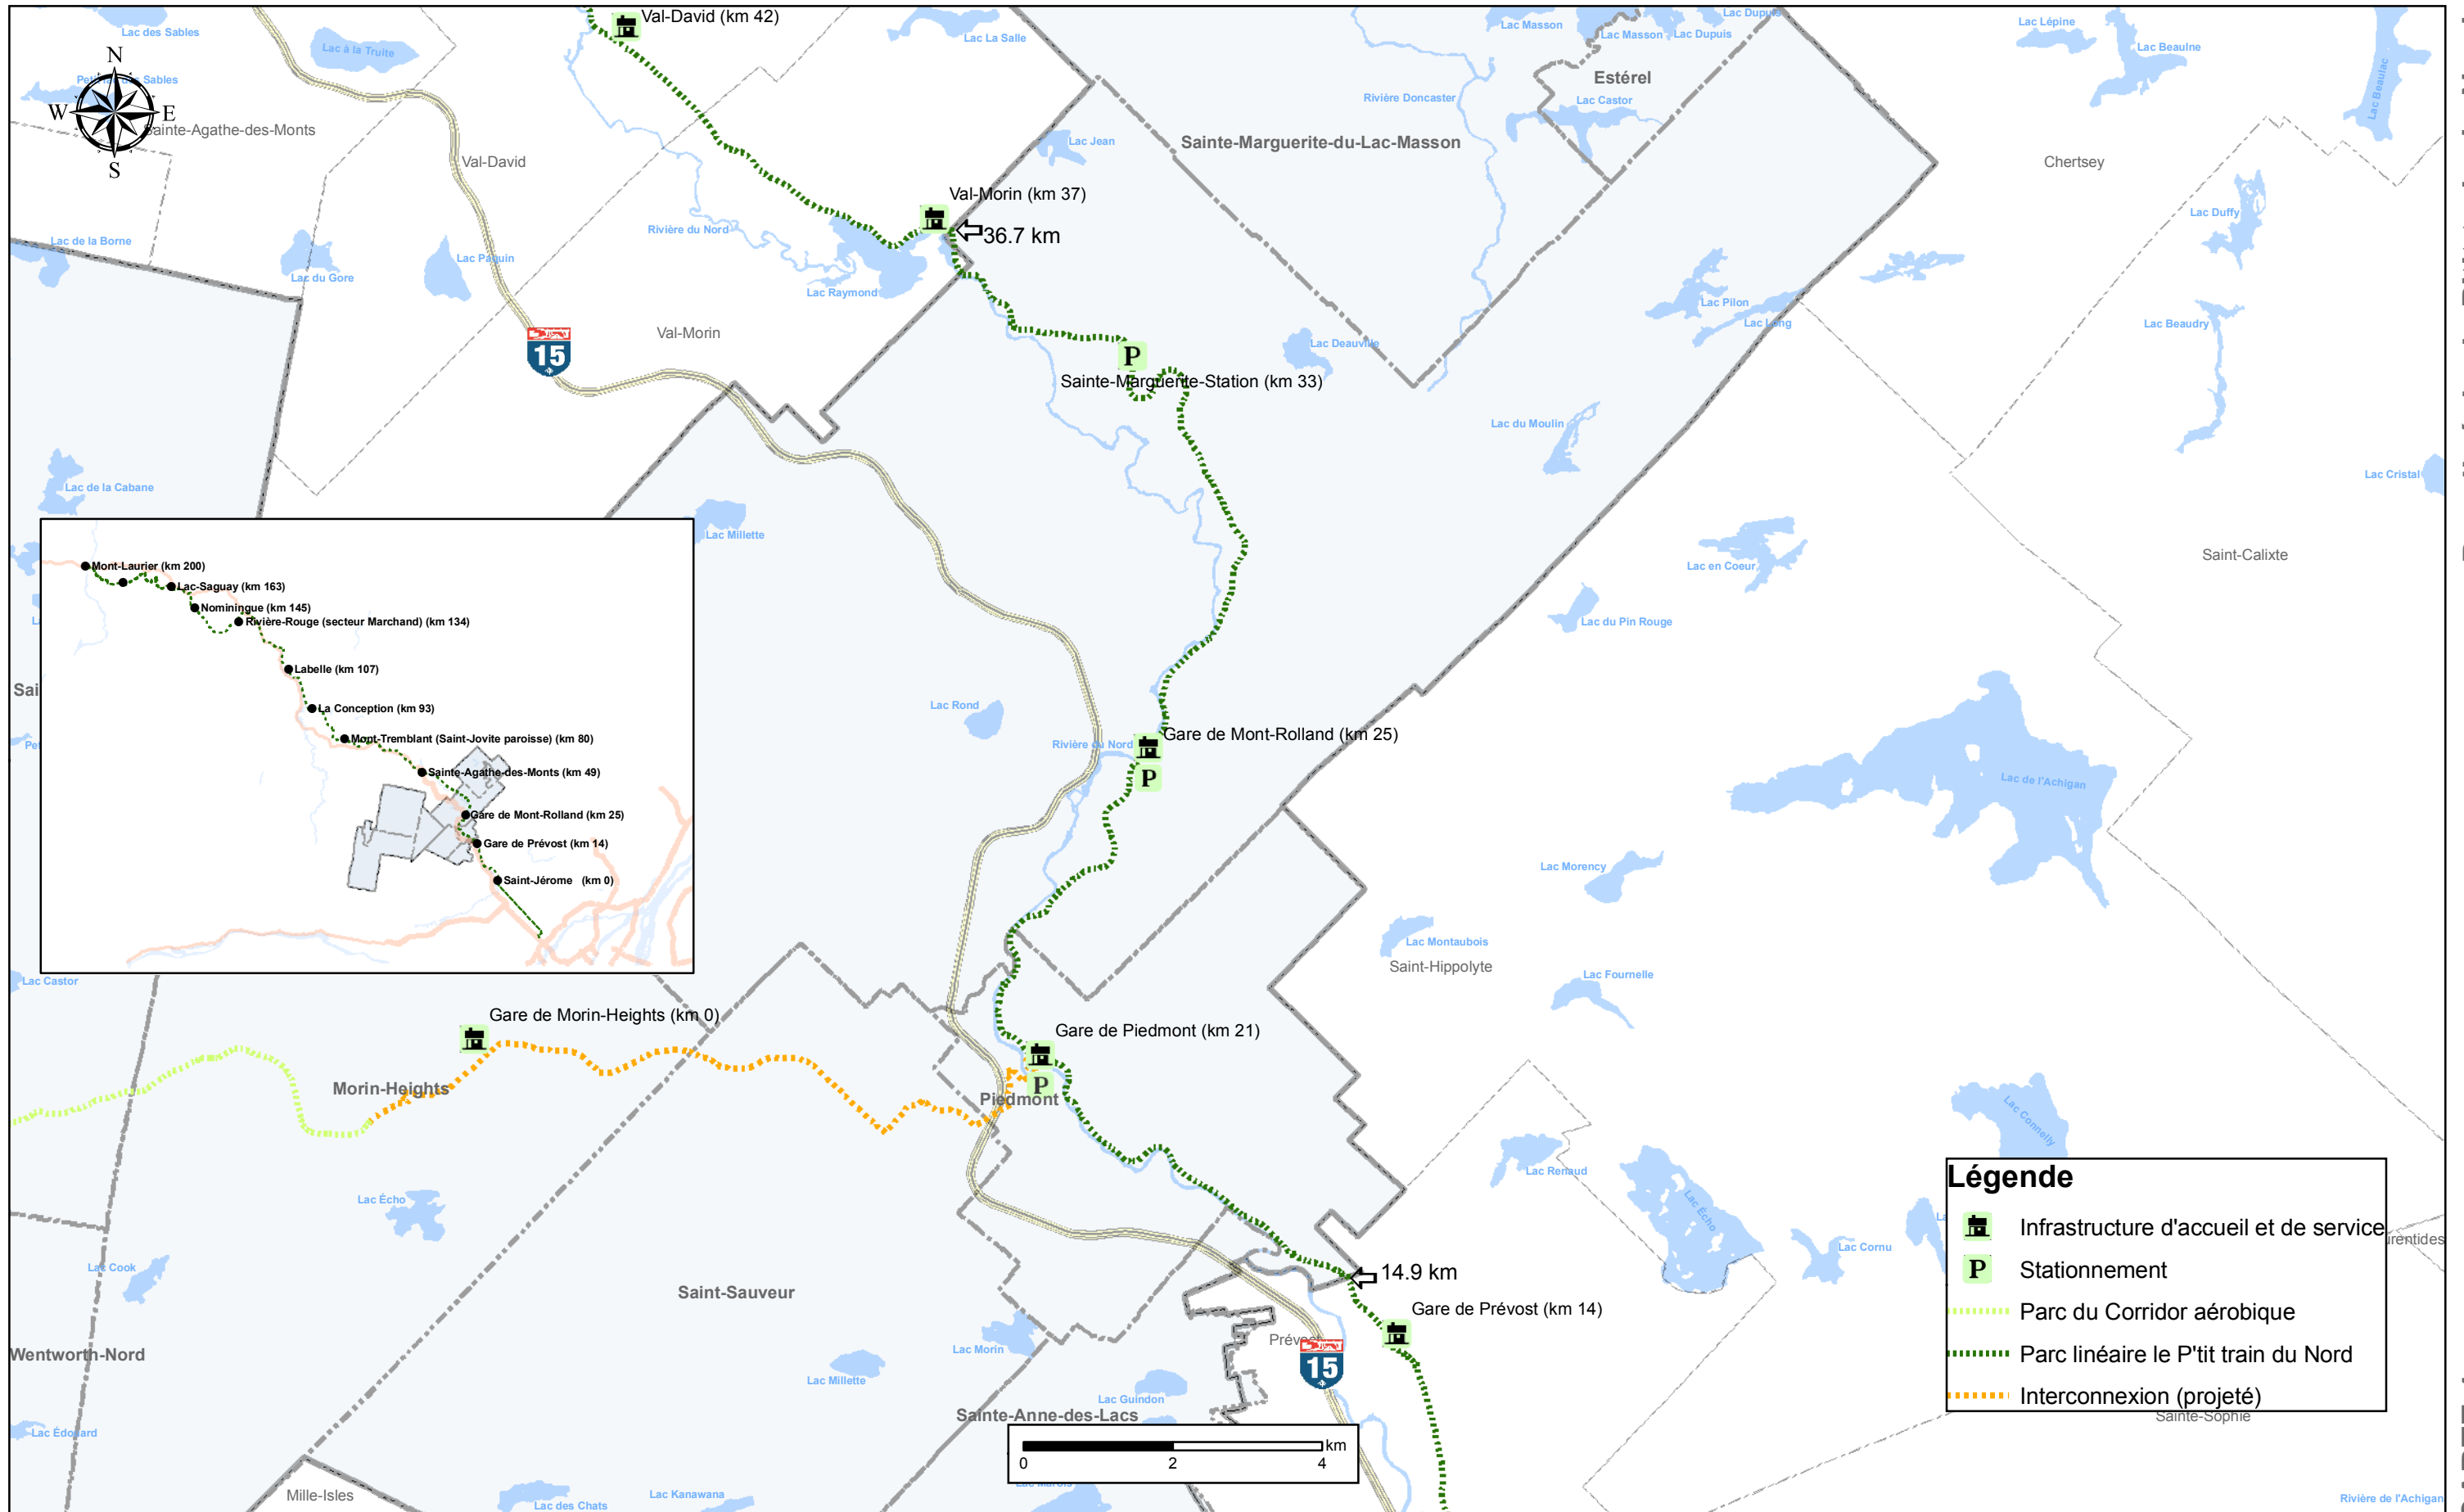 Val-David (km 42)
Lac des Sables
Lac à la Truite
Lac La Salle
Lac Masson
Lac Masson
Lac Dupuis
Lac Dupuis
Lac Lépine
Lac Beaulne
Lac Beaulac
N
W
E
S
Petit lac des Sables
Sainte-Agathe-des-Monts
Val-David
Estérel
Rivière Doncaster
Lac Castor
Sainte-Marguerite-du-Lac-Masson
Lac Jean
Chertsey
Val-Morin (km 37)
36.7 km
Rivière du Nord
Lac Duffy
Lac de la Borne
Lac du Gore
Lac Paquin
Lac Raymond
Lac Pilon
Lac Long
Lac Beaudry
Val-Morin
15
P
Lac Deauville
Sainte-Marguerite-Station (km 33)
Lac du Moulin
Lac de la Cabane
Lac Cristal
Lac Millette
Saint-Calixte
Lac en Coeur
Lac du Pin Rouge
Mont-Laurier (km 200)
Lac-Saguay (km 163)
Nominingue (km 145)
Rivière-Rouge (secteur Marchand) (km 134)
Labelle (km 107)
La Conception (km 93)
Mont-Tremblant (Saint-Jovite paroisse) (km 80)
Sainte-Agathe-des-Monts (km 49)
Gare de Mont-Rolland (km 25)
Gare de Prévost (km 14)
Saint-Jérome (km 0)
Sai
Lac Rond
Rivière du Nord
Gare de Mont-Rolland (km 25)
P
Lac de l'Achigan
Lac Morency
Lac Montaubois
Saint-Hippolyte
Lac Fournelle
Lac Castor
Gare de Morin-Heights (km 0)
Gare de Piedmont (km 21)
P
Morin-Heights
Piedmont
Lac Connelly
Lac Renaud
Lac Écho
Lac Écho
Lac Cornu
Lac Cook
14.9 km
Saint-Sauveur
Gare de Prévost (km 14)
Prévost
15
Wentworth-Nord
Lac Morin
Lac Millette
Lac Guindon
Sainte-Anne-des-Lacs
Lac Édouard
Légende
Infrastructure d'accueil et de service
P Stationnement
Parc du Corridor aérobique
Parc linéaire le P'tit train du Nord
Interconnexion (projeté)
Sainte-Sophie
km
0 2 4
Mille-Isles
Lac des Chats
Lac Kanawana
Rivière de l'Achigan